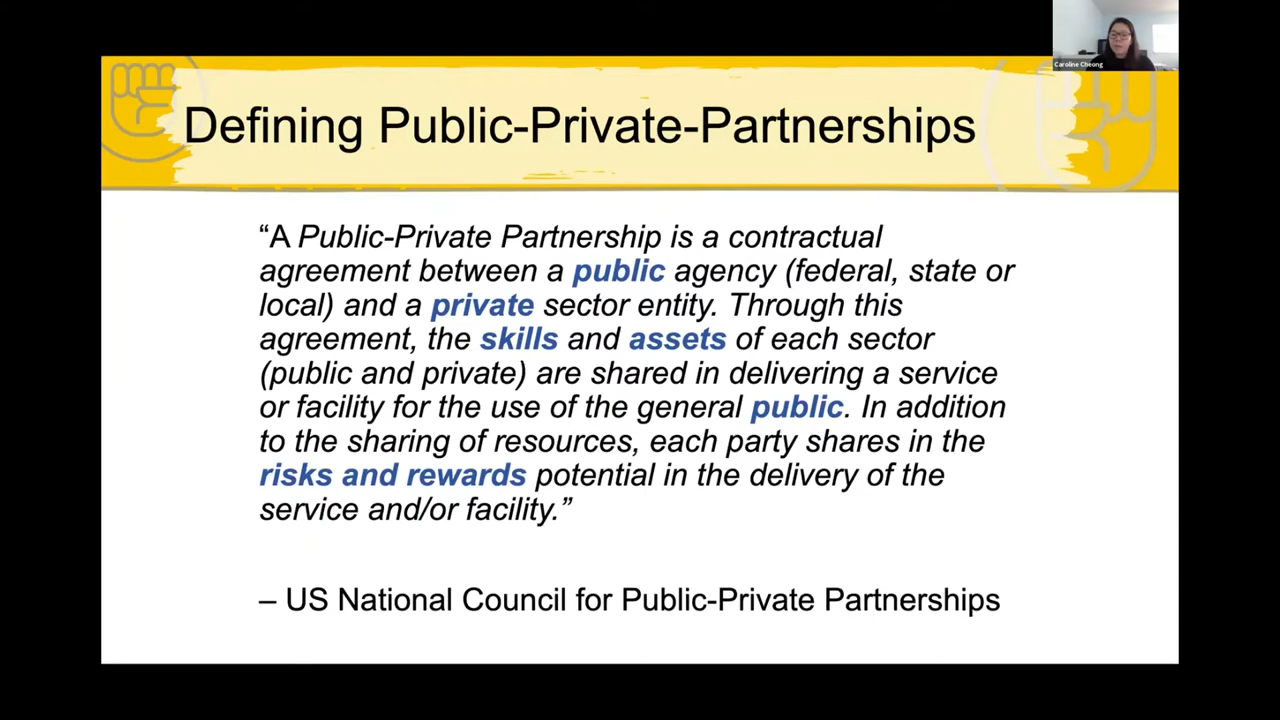 Caroline Cheong
Defining Public-Private-Partnerships
“A Public-Private Partnership is a contractual
agreement between a public agency (federal, state or
local) and a private sector entity. Through this
agreement, the skills and assets of each sector
(public and private) are shared in delivering a service
or facility for the use of the general public. In addition
to the sharing of resources, each party shares in the
risks and rewards potential in the delivery of the
service and/or facility.”
– US National Council for Public-Private Partnerships